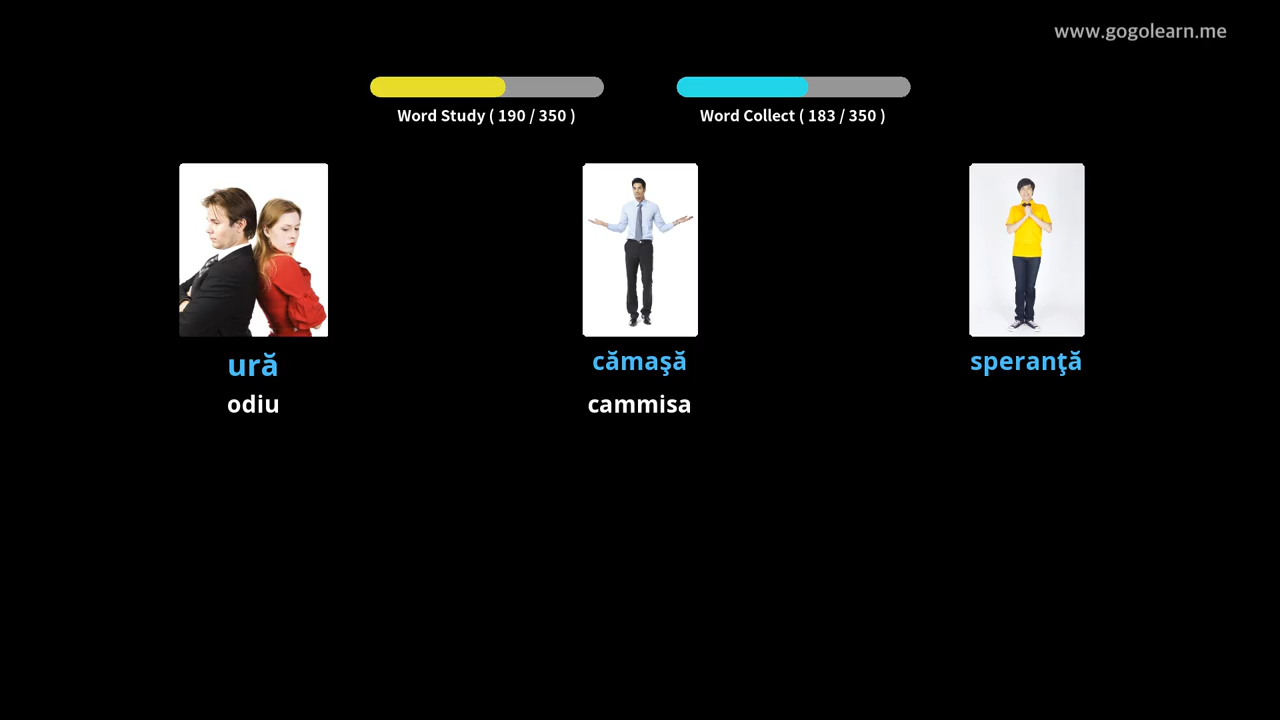 www.gogolearn.me
Word Study ( 190 / 350 )
Word Collect ( 183 / 350 )
ură
cămaşă
speranţă
odiu
cammisa